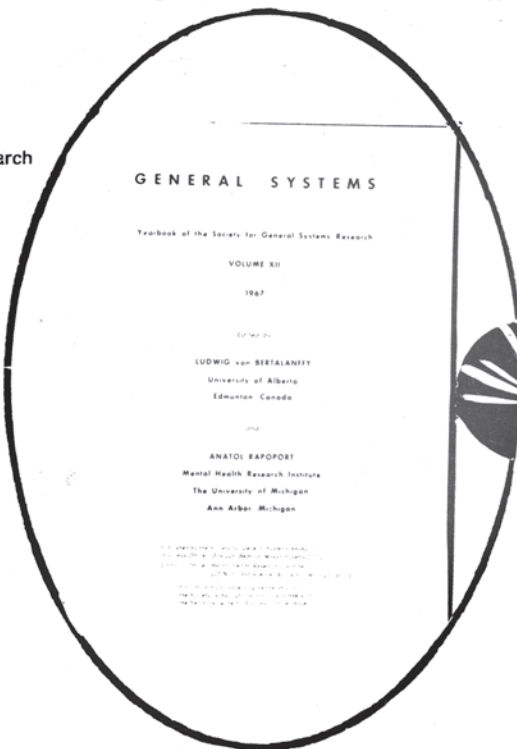 arch
GENERAL SYSTEMS
Yearbook of the Society for General Systems Research
VOLUME XII
1967
LUDWIG von BERTALANFFY
University of Alberta
Edmonton Canada
and
ANATOL RAPOPORT
Mental Health Research Institute
The University of Michigan
Ann Arbor, Michigan